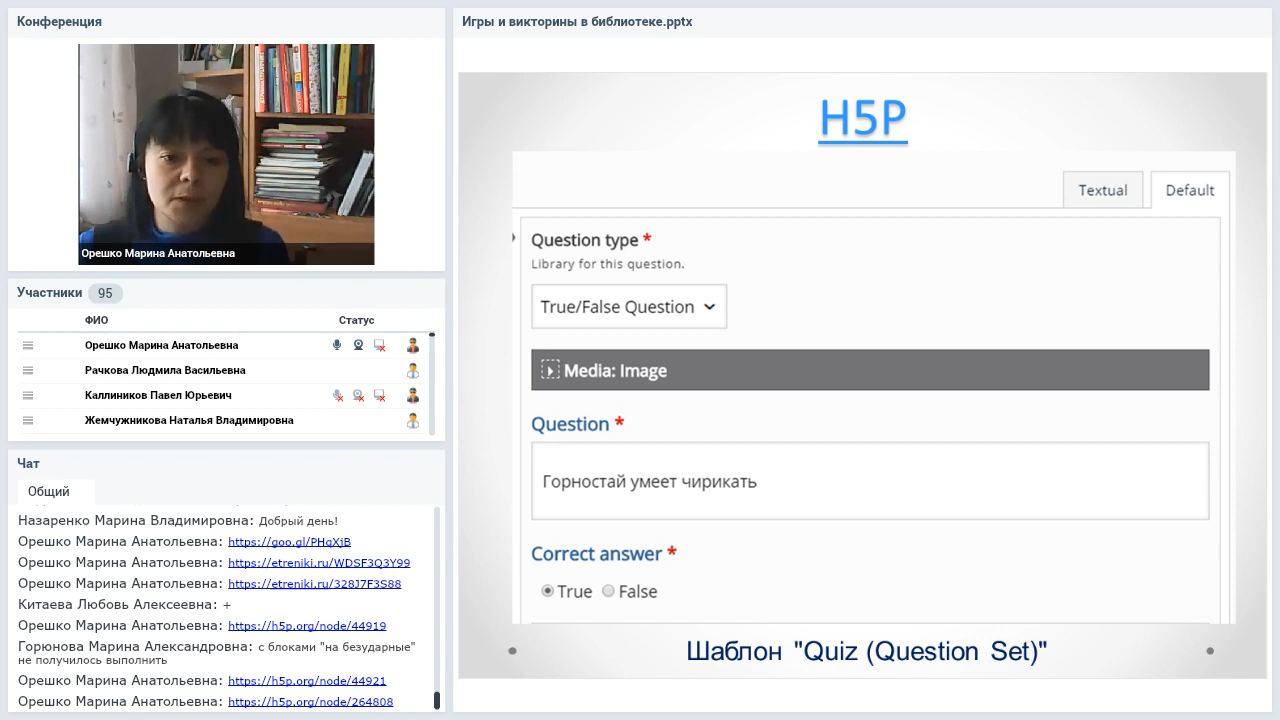 Конференция
Орешко Марина Анатольевна
Участники 95
ФИО Статус
Орешко Марина Анатольевна
Рачкова Людмила Васильевна
Каллиников Павел Юрьевич
Жемчужникова Наталья Владимировна
Чат
Общий
Назаренко Марина Владимировна: Добрый день!
Орешко Марина Анатольевна: https://goo.gl/PHqXjB
Орешко Марина Анатольевна: https://etreniki.ru/WDSF3Q3Y99
Орешко Марина Анатольевна: https://etreniki.ru/328J7F3S88
Китаева Любовь Алексеевна: +
Орешко Марина Анатольевна: https://h5p.org/node/44919
Горюнова Марина Александровна: с блоками "на безударные"
не получилось выполнить
Орешко Марина Анатольевна: https://h5p.org/node/44921
Орешко Марина Анатольевна: https://h5p.org/node/264808
Игры и викторины в библиотеке.pptx
H5P
Textual Default
Question type *
Library for this question.
True/False Question
Media: Image
Question *
Горностай умеет чирикать
Correct answer *
True False
Шаблон "Quiz (Question Set)"